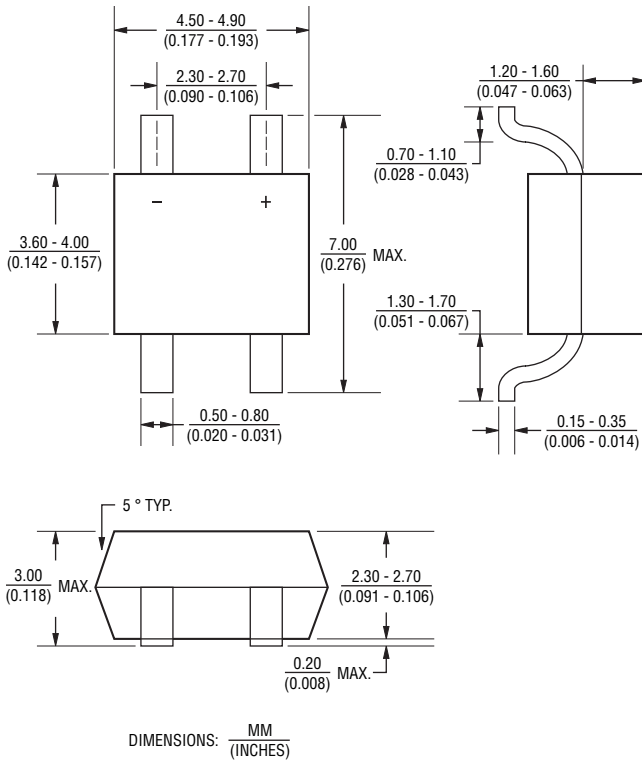 4.50 - 4.90
(0.177 - 0.193)
2.30 - 2.70
(0.090 - 0.106)
1.20 - 1.60
(0.047 - 0.063)
0.70 - 1.10
(0.028 - 0.043)
- +
3.60 - 4.00
(0.142 - 0.157)
7.00
(0.276) MAX.
1.30 - 1.70
(0.051 - 0.067)
0.50 - 0.80
(0.020 - 0.031)
0.15 - 0.35
(0.006 - 0.014)
5 ° TYP.
3.00
(0.118) MAX.
2.30 - 2.70
(0.091 - 0.106)
0.20
(0.008) MAX.
DIMENSIONS: MM
(INCHES)